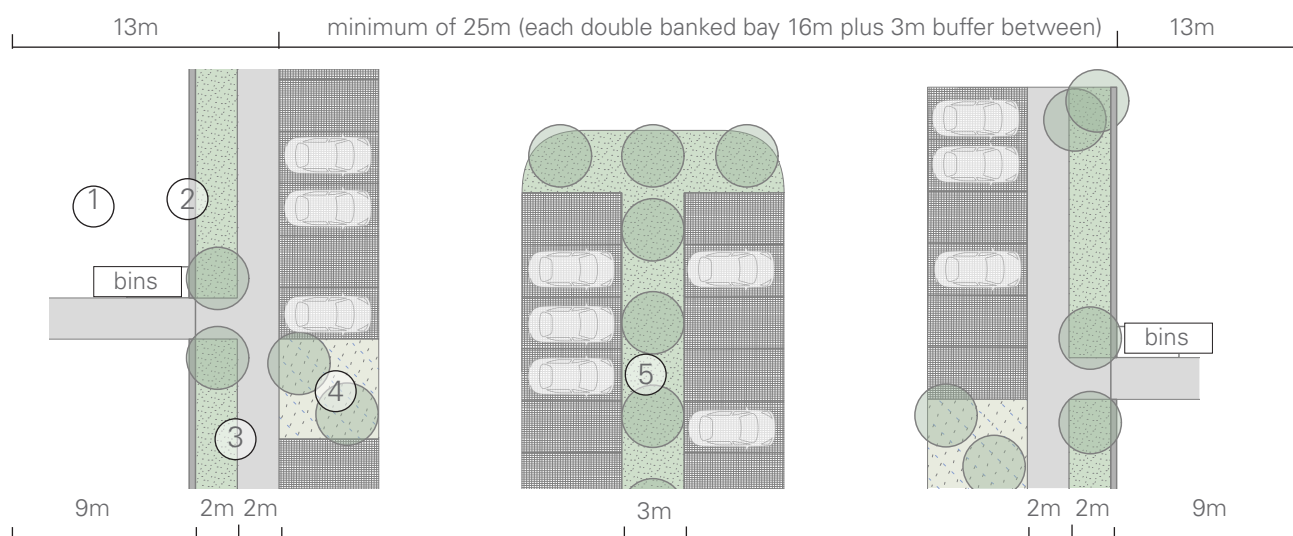 13m minimum of 25m (each double banked bay 16m plus 3m buffer between) 13m
1 2
bins
bins
5
4
3
9m 2m 2m 3m 2m 2m 9m